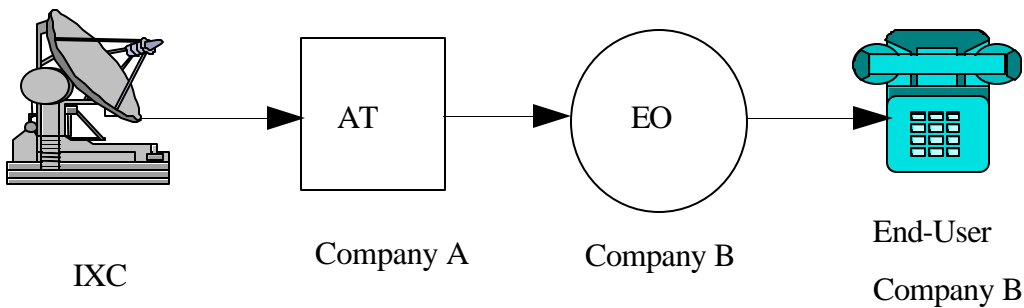 AT
EO
IXC
Company A
Company B
End-User
Company B